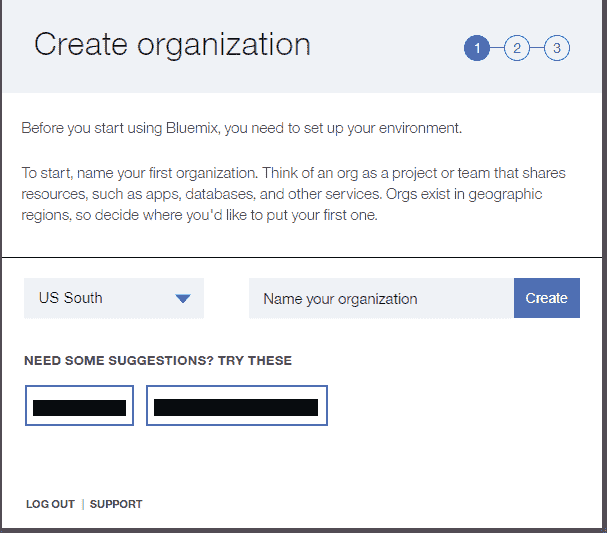 Create organization
1 2 3
Before you start using Bluemix, you need to set up your environment.
To start, name your first organization. Think of an org as a project or team that shares
resources, such as apps, databases, and other services. Orgs exist in geographic
regions, so decide where you'd like to put your first one.
US South
Name your organization
Create
NEED SOME SUGGESTIONS? TRY THESE
LOG OUT | SUPPORT